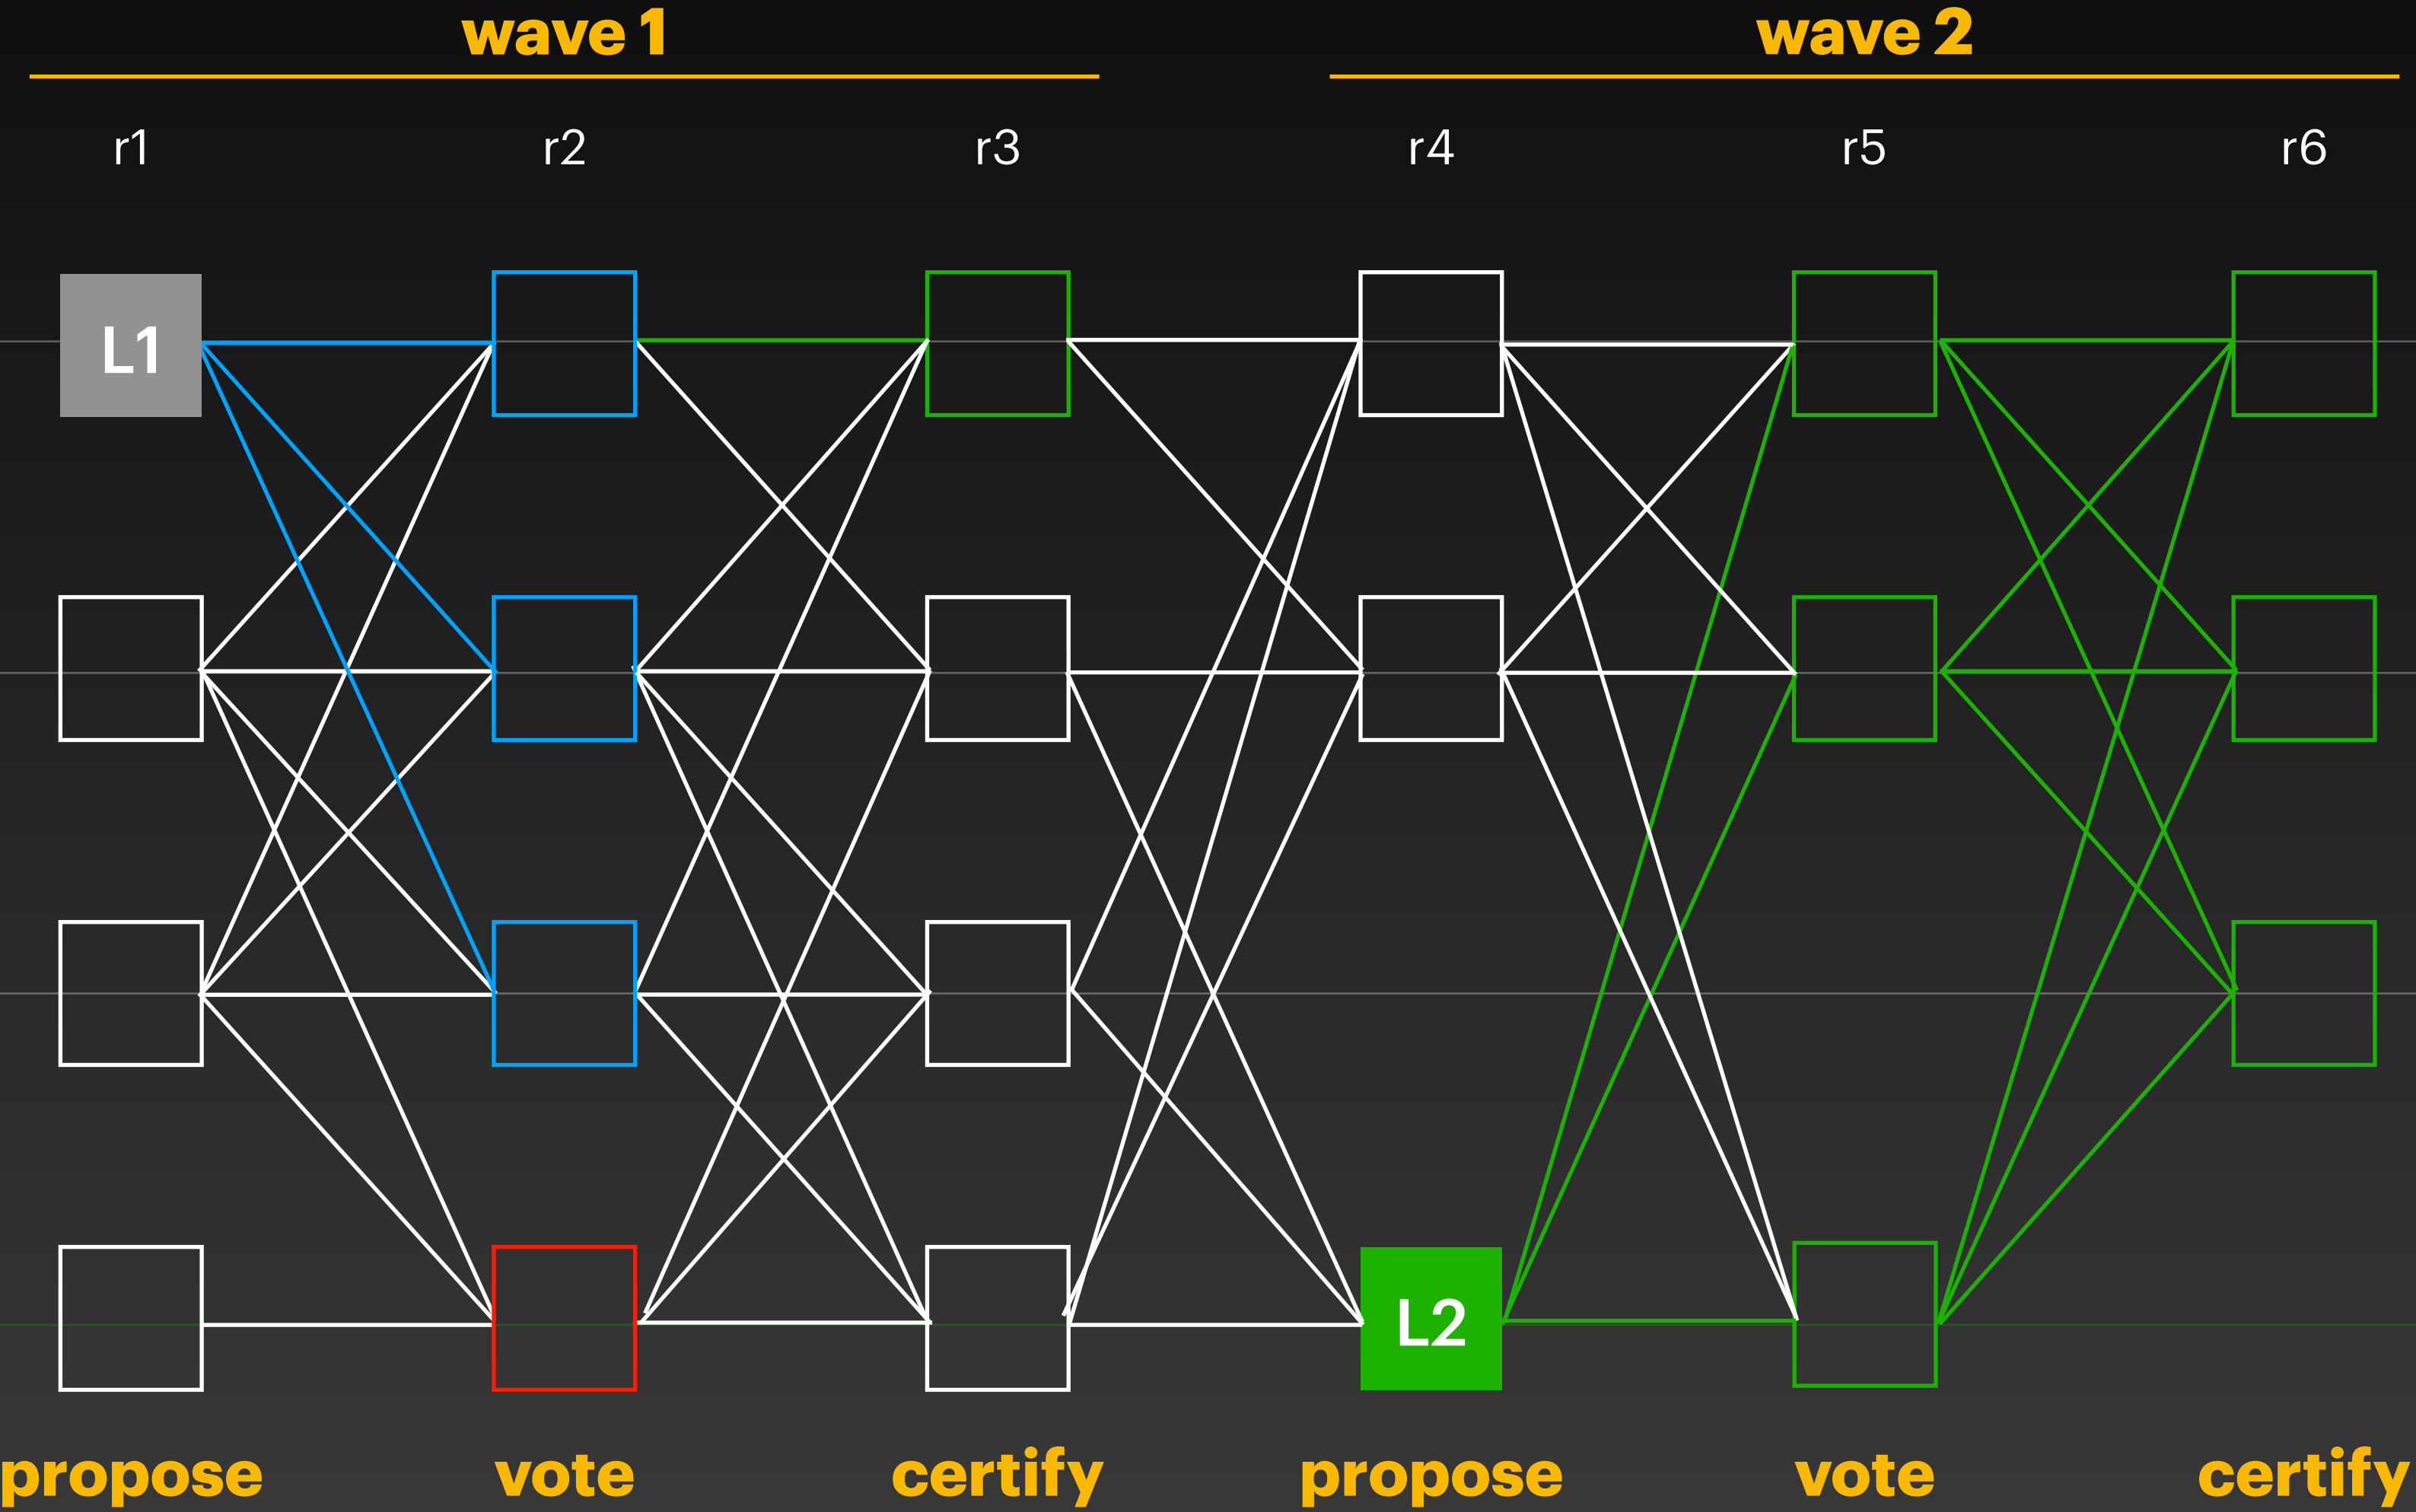 wave 1
wave 2
r1
r2
r3
r4
r5
r6
L1
L2
propose
vote
certify
propose
vote
certify